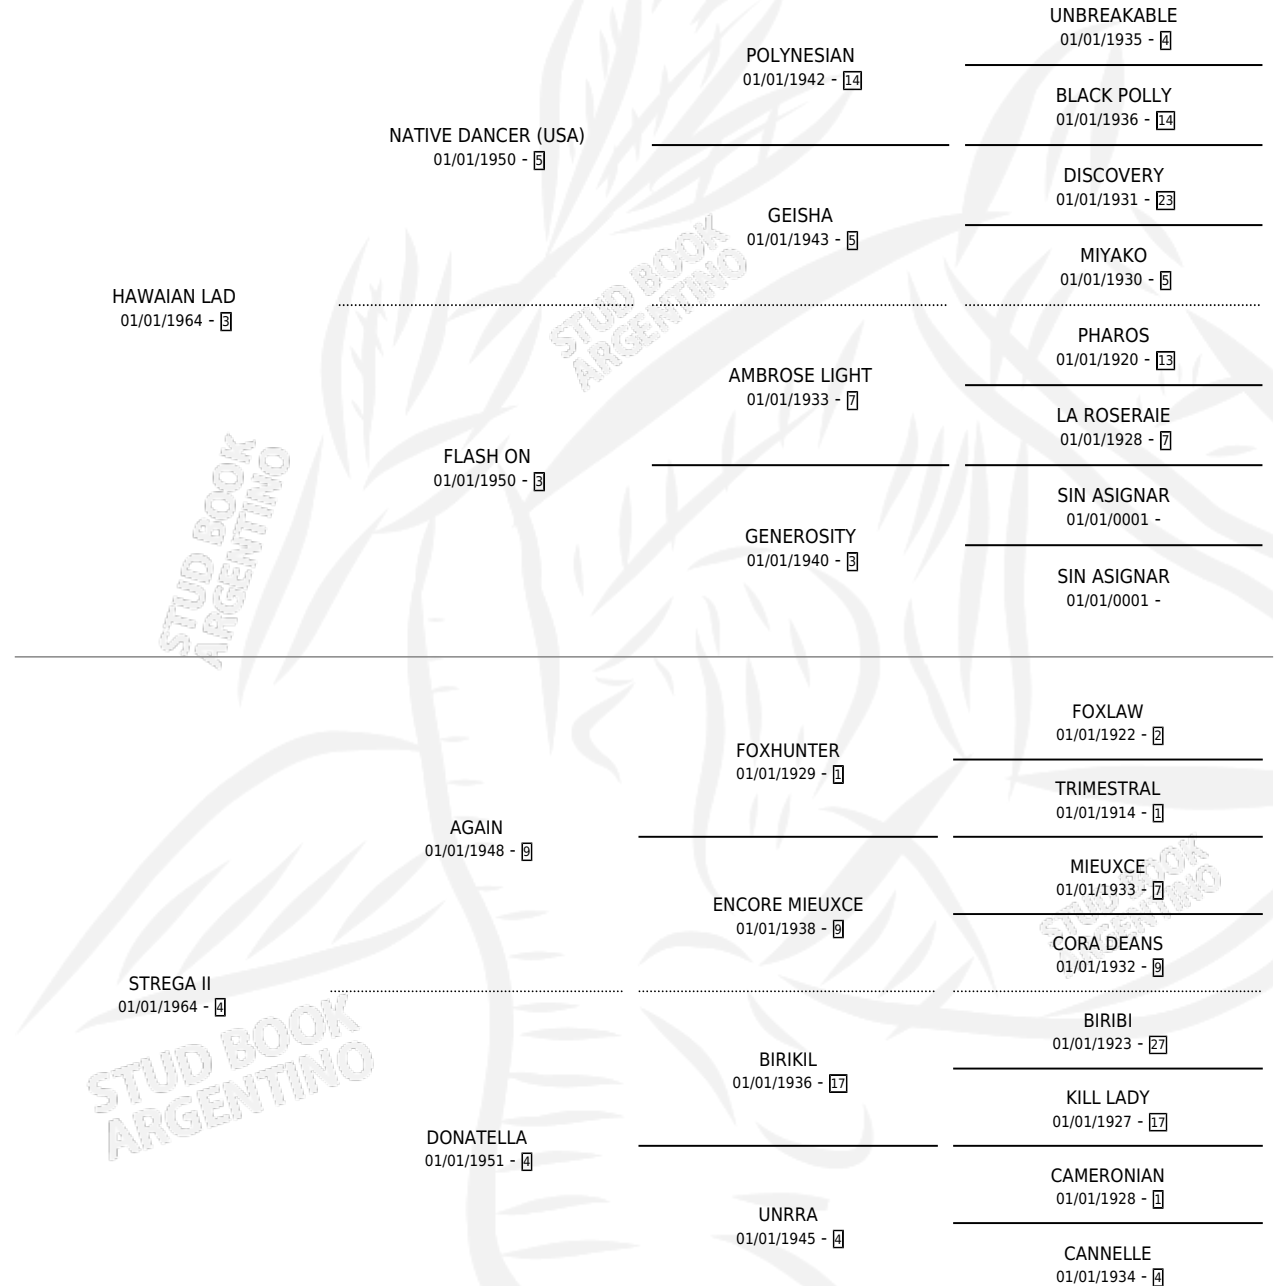 UNBREAKABLE
01/01/1935 - 4
POLYNESIAN
01/01/1942 - 14
BLACK POLLY
01/01/1936 - 14
NATIVE DANCER (USA)
01/01/1950 - 5
DISCOVERY
01/01/1931 - 23
GEISHA
01/01/1943 - 5
MIYAKO
01/01/1930 - 5
HAWAIAN LAD
01/01/1964 - 3
STUD BOOK
ARGENTINO
PHAROS
01/01/1920 - 13
AMBROSE LIGHT
01/01/1933 - 7
LA ROSERAIE
01/01/1928 - 7
FLASH ON
01/01/1950 - 3
SIN ASIGNAR
01/01/0001 -
GENEROSITY
01/01/1940 - 3
SIN ASIGNAR
01/01/0001 -
STUD BOOK
ARGENTINO
FOXLAW
01/01/1922 - 2
FOXHUNTER
01/01/1929 - 1
TRIMESTRAL
01/01/1914 - 1
AGAIN
01/01/1948 - 9
MIEUXCE
01/01/1933 - 7
ENCORE MIEUXCE
01/01/1938 - 9
STUD BOOK
ARGENTINO
CORA DEANS
01/01/1932 - 9
STREGA II
01/01/1964 - 4
BIRIBI
01/01/1923 - 27
BIRIKIL
01/01/1936 - 17
KILL LADY
01/01/1927 - 17
STUD BOOK
ARGENTINO
DONATELLA
01/01/1951 - 4
CAMERONIAN
01/01/1928 - 1
UNRRA
01/01/1945 - 4
CANNELLE
01/01/1934 - 4